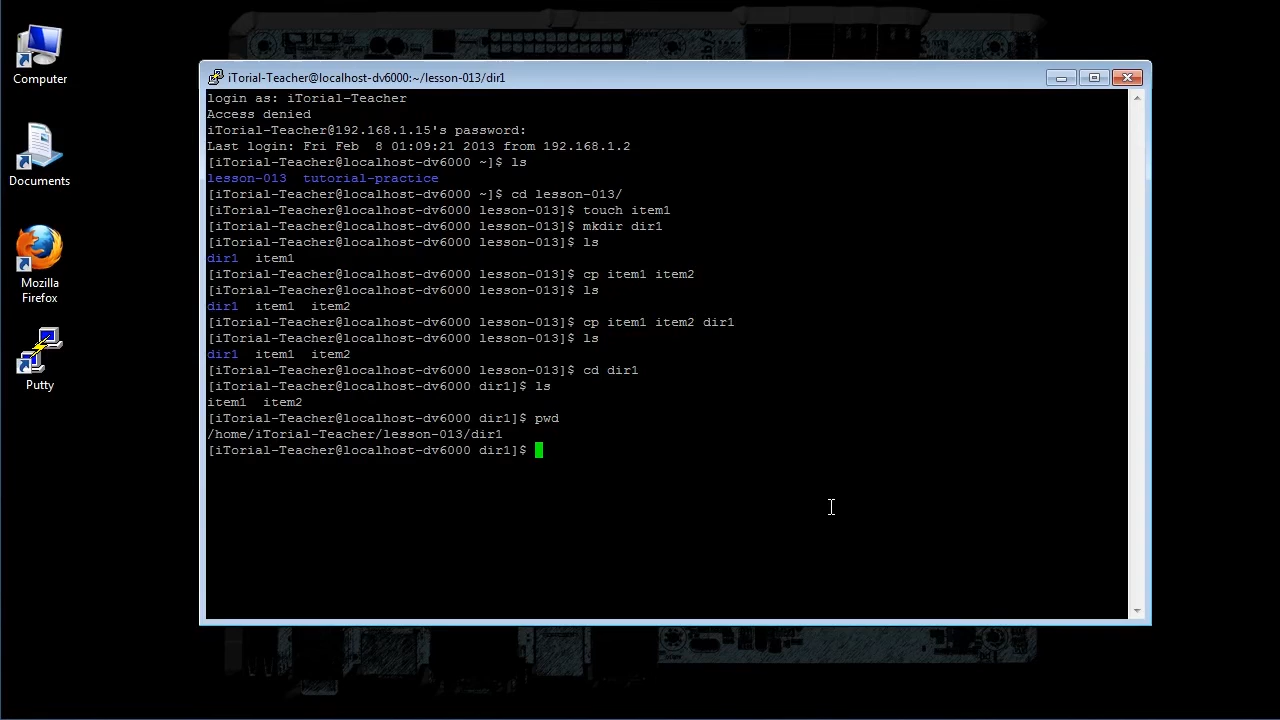 Computer
Documents
Mozilla
Firefox
Putty
iTorial-Teacher@localhost-dv6000:~/lesson-013/dir1
login as: iTorial-Teacher
Access denied
iTorial-Teacher@192.168.1.15's password:
Last login: Fri Feb  8 01:09:21 2013 from 192.168.1.2
[iTorial-Teacher@localhost-dv6000 ~]$ ls
lesson-013  tutorial-practice
[iTorial-Teacher@localhost-dv6000 ~]$ cd lesson-013/
[iTorial-Teacher@localhost-dv6000 lesson-013]$ touch item1
[iTorial-Teacher@localhost-dv6000 lesson-013]$ mkdir dir1
[iTorial-Teacher@localhost-dv6000 lesson-013]$ ls
dir1  item1
[iTorial-Teacher@localhost-dv6000 lesson-013]$ cp item1 item2
[iTorial-Teacher@localhost-dv6000 lesson-013]$ ls
dir1  item1  item2
[iTorial-Teacher@localhost-dv6000 lesson-013]$ cp item1 item2 dir1
[iTorial-Teacher@localhost-dv6000 lesson-013]$ ls
dir1  item1  item2
[iTorial-Teacher@localhost-dv6000 lesson-013]$ cd dir1
[iTorial-Teacher@localhost-dv6000 dir1]$ ls
item1  item2
[iTorial-Teacher@localhost-dv6000 dir1]$ pwd
/home/iTorial-Teacher/lesson-013/dir1
[iTorial-Teacher@localhost-dv6000 dir1]$